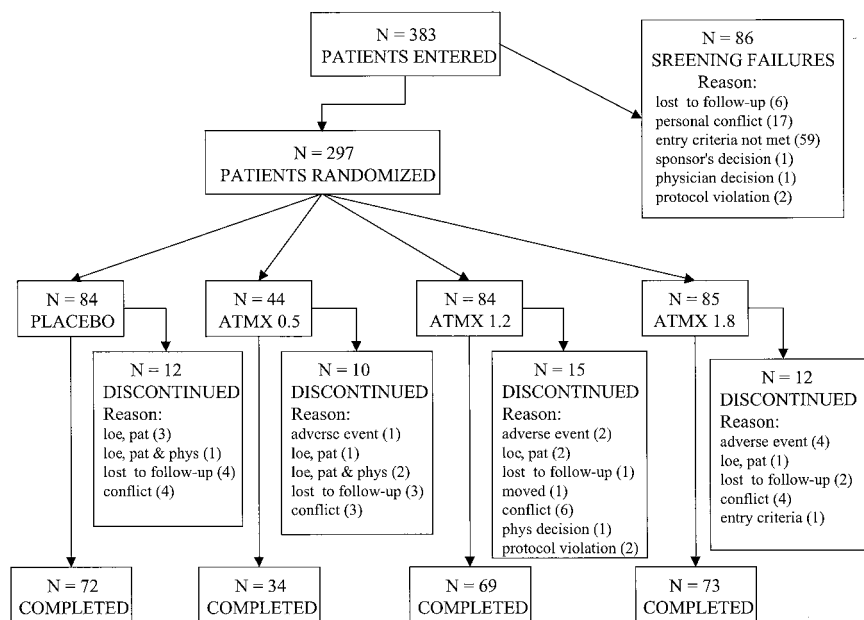 N = 383
PATIENTS ENTERED
N = 86
SREENING FAILURES
Reason:
lost to follow-up (6)
personal conflict (17)
entry criteria not met (59)
sponsor's decision (1)
physician decision (1)
protocol violation (2)
N = 297
PATIENTS RANDOMIZED
N = 84
PLACEBO
N = 44
ATMX 0.5
N = 84
ATMX 1.2
N = 85
ATMX 1.8
N = 12
DISCONTINUED
Reason:
loe, pat (3)
loe, pat & phys (1)
lost to follow-up (4)
conflict (4)
N = 10
DISCONTINUED
Reason:
adverse event (1)
loe, pat (1)
loe, pat & phys (2)
lost to follow-up (3)
conflict (3)
N = 15
DISCONTINUED
Reason:
adverse event (2)
loe, pat (2)
lost to follow-up (1)
moved (1)
conflict (6)
phys decision (1)
protocol violation (2)
N = 12
DISCONTINUED
Reason:
adverse event (4)
loe, pat (1)
lost to follow-up (2)
conflict (4)
entry criteria (1)
N = 72
COMPLETED
N = 34
COMPLETED
N = 69
COMPLETED
N = 73
COMPLETED